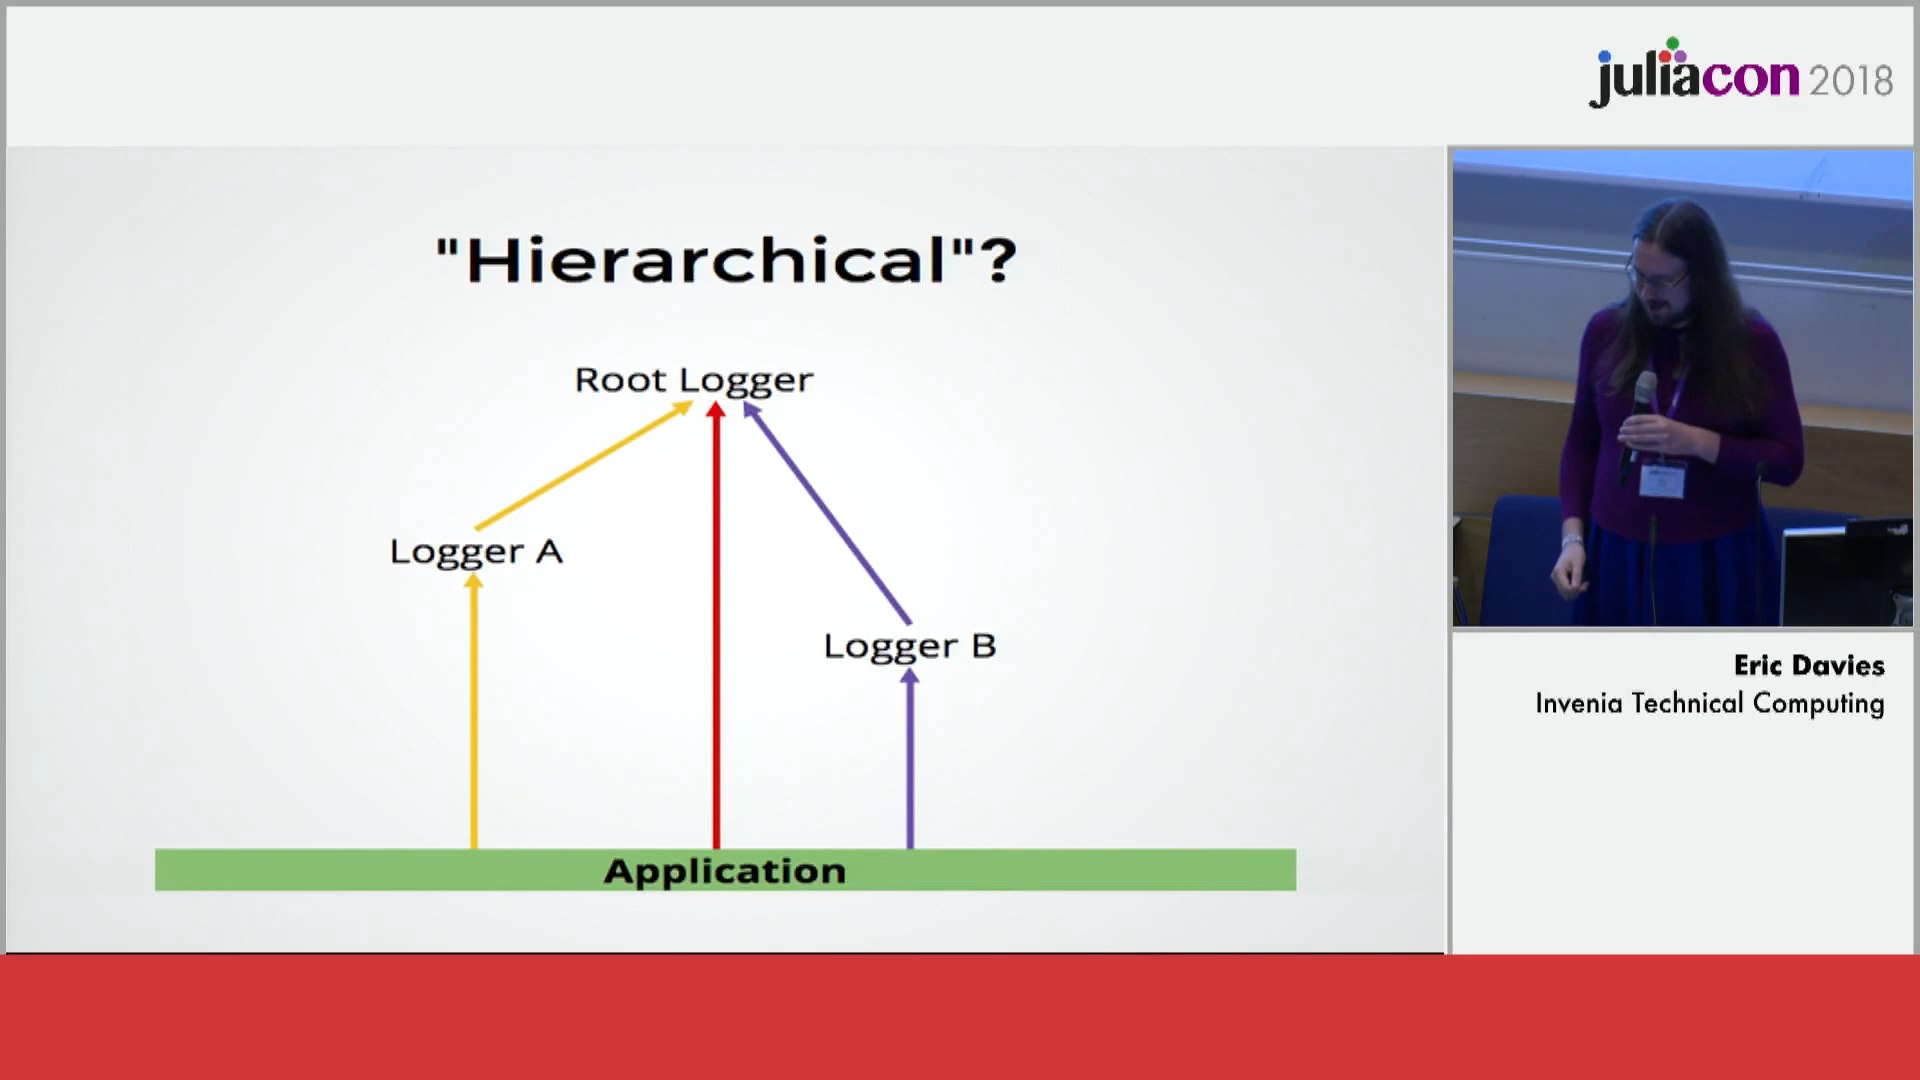 juliacon 2018
"Hierarchical"?
Root Logger
Logger A
Logger B
Application
Eric Davies
Invenia Technical Computing